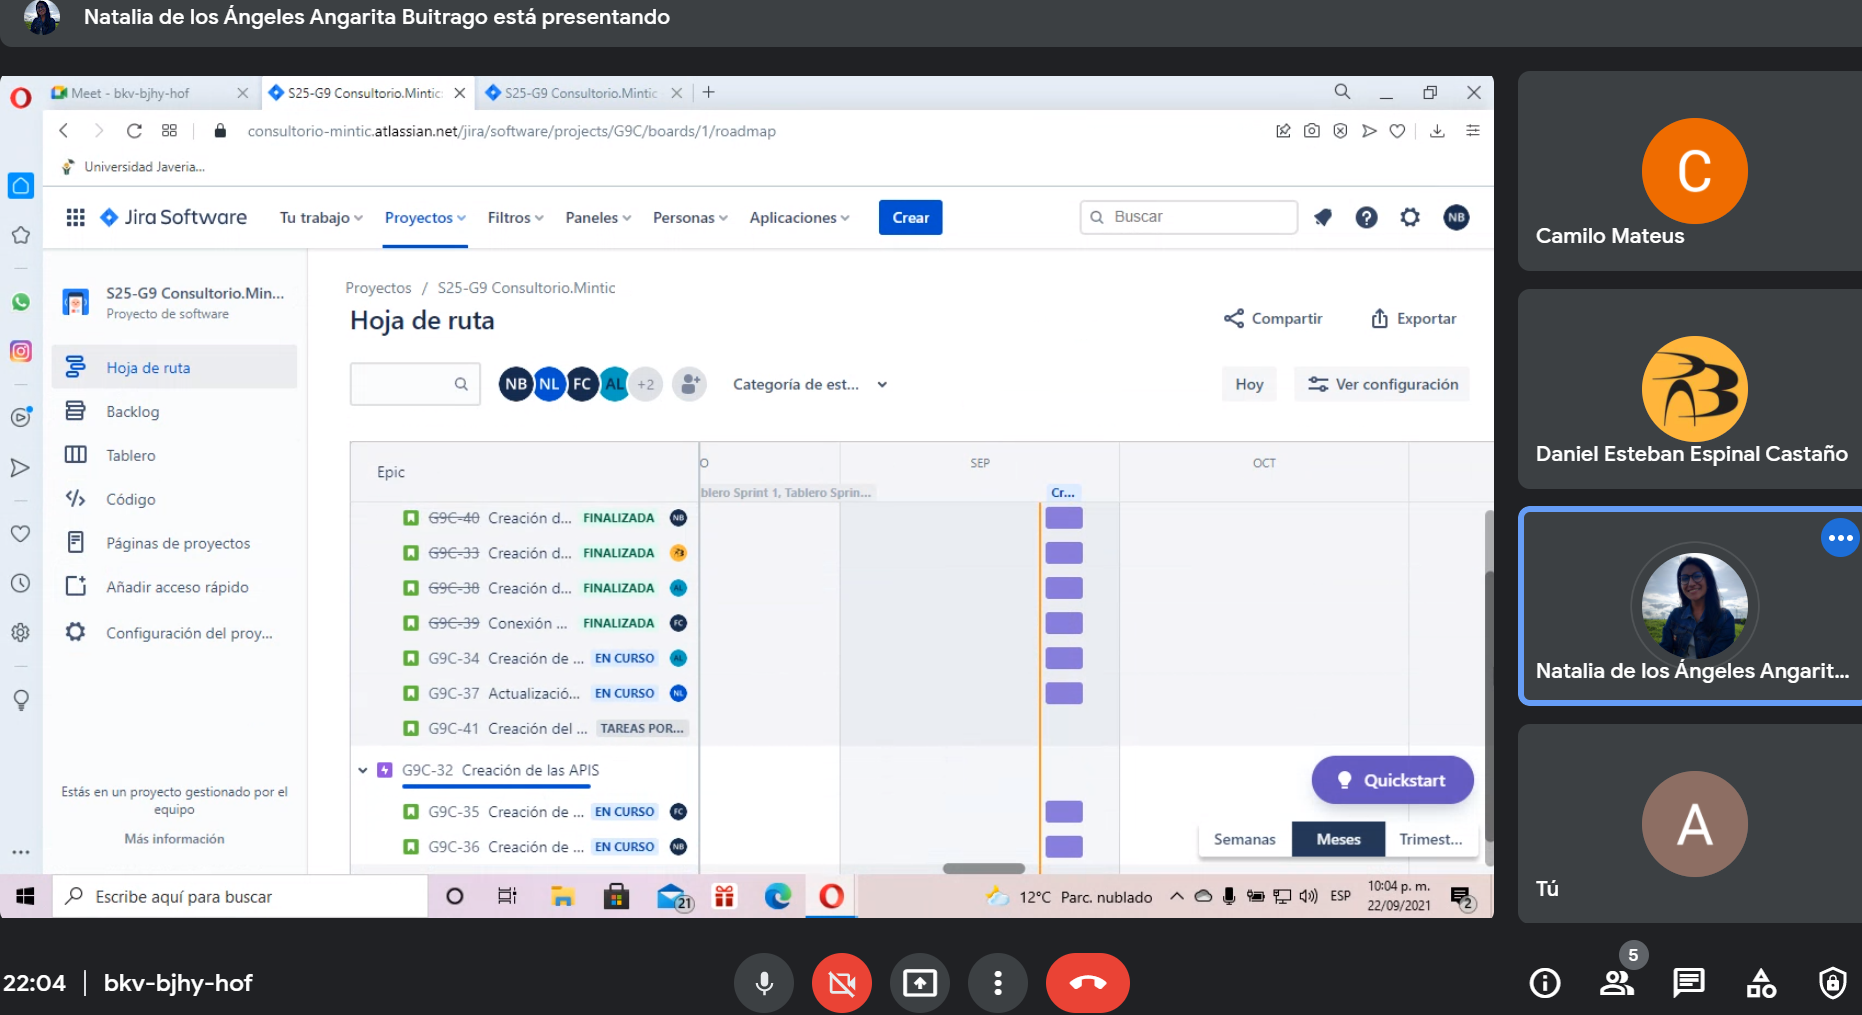 Natalia de los Ángeles Angarita Buitrago está presentando
Meet - bkv-bjhy-hof
S25-G9 Consultorio.Mintic:
S25-G9 Consultorio.Mintic
consultorio-mintic.atlassian.net/jira/software/projects/G9C/boards/1/roadmap
Universidad Javeria...
Jira Software
Tu trabajo
Proyectos
Filtros
Paneles
Personas
Aplicaciones
Crear
Buscar
NB
S25-G9 Consultorio.Min...
Proyecto de software
Hoja de ruta
Backlog
Tablero
Código
Páginas de proyectos
Añadir acceso rápido
Configuración del proy...
Estás en un proyecto gestionado por el
equipo
Más información
Proyectos / S25-G9 Consultorio.Mintic
Hoja de ruta
Compartir
Exportar
NB NL FC AL +2
Categoría de est...
Hoy
Ver configuración
Epic
O SEP OCT
blero Sprint 1, Tablero Sprin...
Cr...
G9C-40 Creación d... FINALIZADA NB
G9C-33 Creación d... FINALIZADA
G9C-38 Creación d... FINALIZADA AL
G9C-39 Conexión ... FINALIZADA FC
G9C-34 Creación de ... EN CURSO AL
G9C-37 Actualizació... EN CURSO NL
G9C-41 Creación del ... TAREAS POR...
G9C-32 Creación de las APIS
G9C-35 Creación de ... EN CURSO FC
G9C-36 Creación de ... EN CURSO NB
Quickstart
Semanas Meses Trimest...
Escribe aquí para buscar
21
12°C Parc. nublado
ESP
10:04 p. m.
22/09/2021
2
C
Camilo Mateus
Daniel Esteban Espinal Castaño
Natalia de los Ángeles Angarit...
A
Tú
22:04 | bkv-bjhy-hof
5